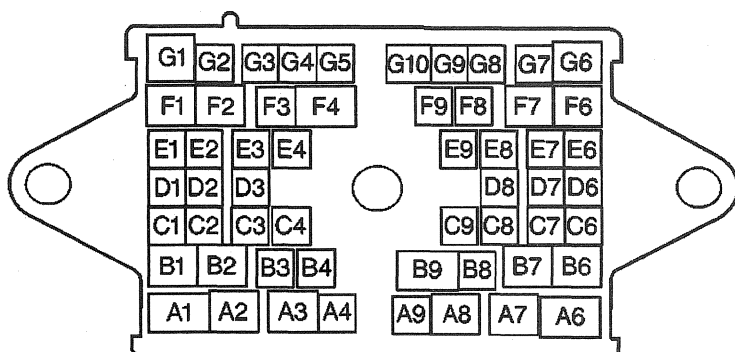 G1 G2 G3 G4 G5 G10 G9 G8 G7 G6
F1 F2 F3 F4 F9 F8 F7 F6
E1 E2 E3 E4 E9 E8 E7 E6
D1 D2 D3 D8 D7 D6
C1 C2 C3 C4 C9 C8 C7 C6
B1 B2 B3 B4 B9 B8 B7 B6
A1 A2 A3 A4 A9 A8 A7 A6